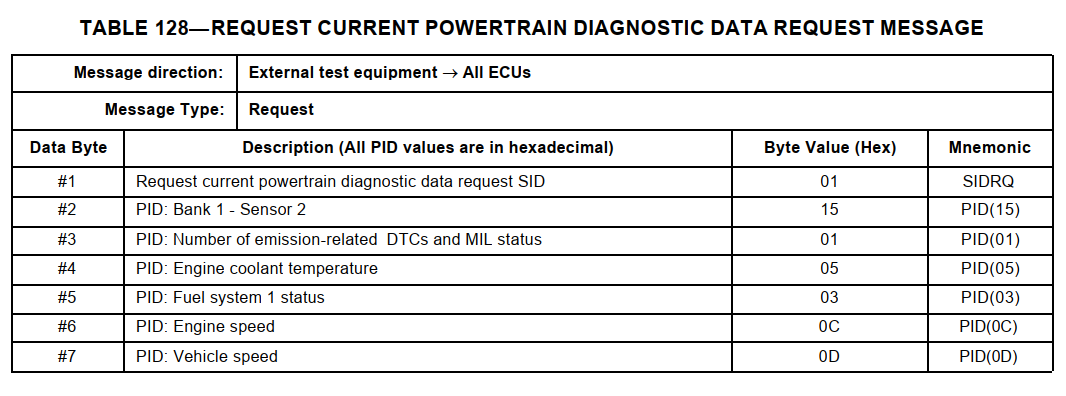 TABLE 128—REQUEST CURRENT POWERTRAIN DIAGNOSTIC DATA REQUEST MESSAGE
Message direction: External test equipment → All ECUs
Message Type: Request
Data Byte Description (All PID values are in hexadecimal) Byte Value (Hex) Mnemonic
#1 Request current powertrain diagnostic data request SID 01 SIDRQ
#2 PID: Bank 1 - Sensor 2 15 PID(15)
#3 PID: Number of emission-related DTCs and MIL status 01 PID(01)
#4 PID: Engine coolant temperature 05 PID(05)
#5 PID: Fuel system 1 status 03 PID(03)
#6 PID: Engine speed 0C PID(0C)
#7 PID: Vehicle speed 0D PID(0D)